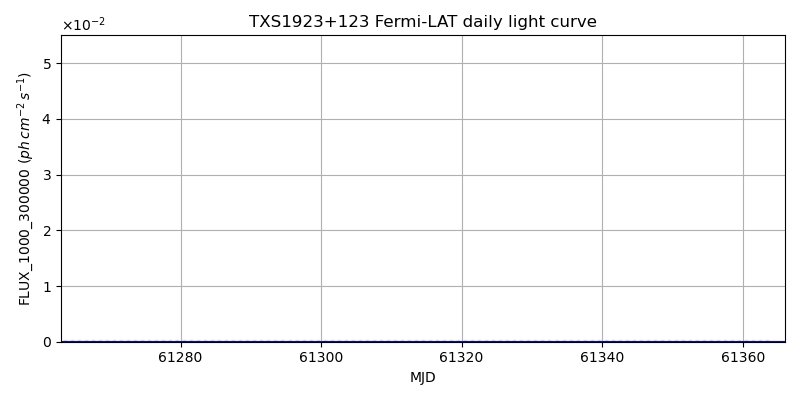 TXS1923+123 Fermi-LAT daily light curve
×10⁻²
5
4
3
2
1
0
FLUX_1000_300000 (ph cm⁻² s⁻¹)
61280 61300 61320 61340 61360
MJD